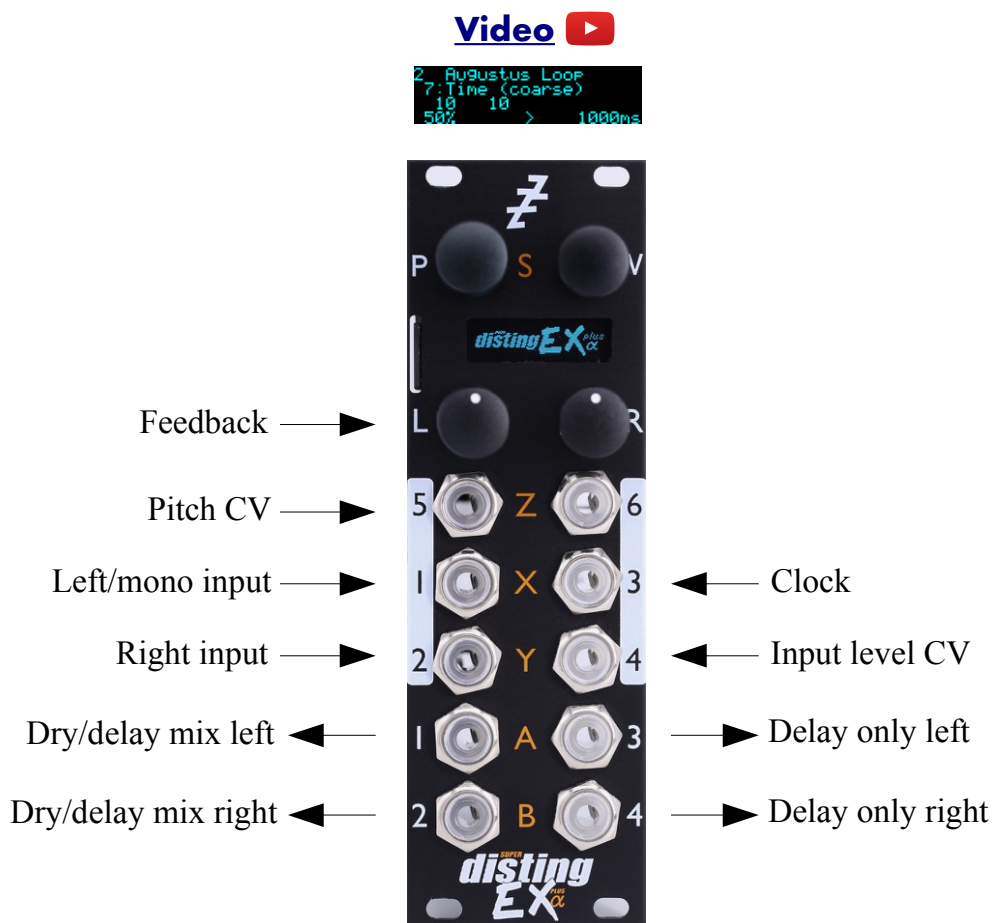 Video
2 Augustus Loop
7:Time (coarse)
10 10
50% > 1000ms
P S W
disting EX plus α
Feedback L R
Pitch CV 5 Z 6
Left/mono input 1 X 3 Clock
Right input 2 Y 4 Input level CV
Dry/delay mix left 1 A 3 Delay only left
Dry/delay mix right 2 B 4 Delay only right
SUPER
disting
EX PLUS α